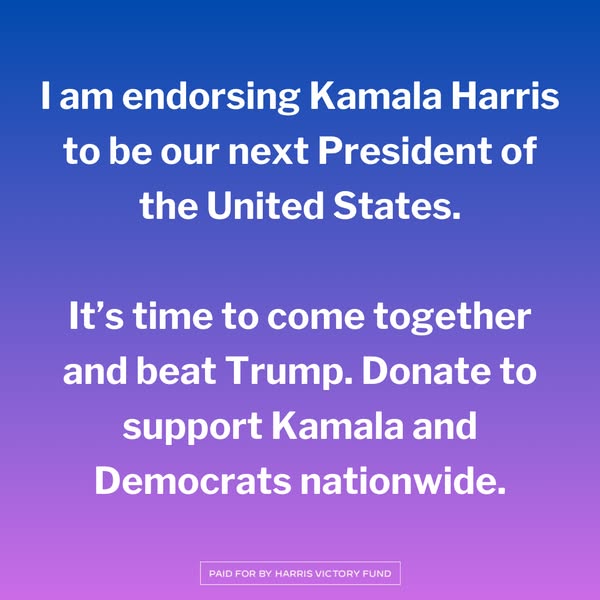 I am endorsing Kamala Harris
to be our next President of
the United States.
It’s time to come together
and beat Trump. Donate to
support Kamala and
Democrats nationwide.
PAID FOR BY HARRIS VICTORY FUND